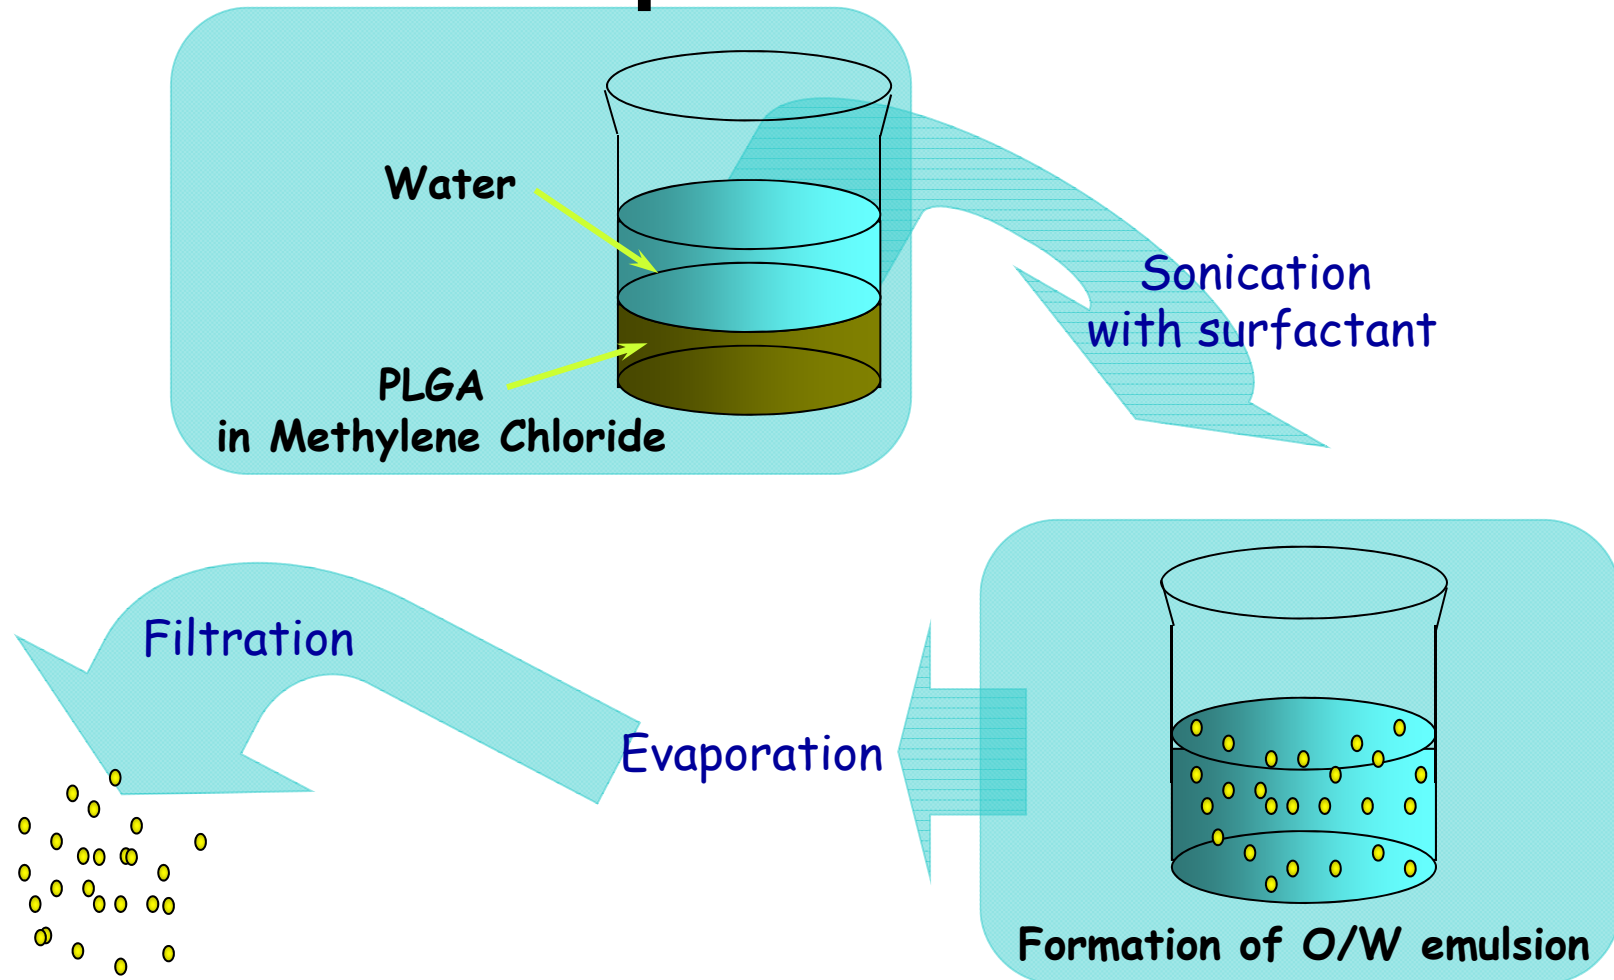 Water
PLGA
in Methylene Chloride
Sonication
with surfactant
Filtration
Evaporation
Formation of O/W emulsion